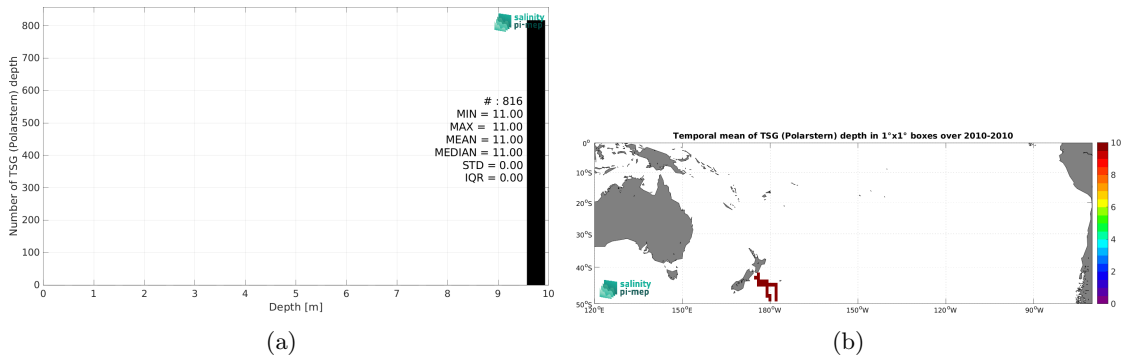 800
700
600
500
400
300
200
100
0
Number of TSG (Polarstern) depth
salinity
pi-mep
# : 816
MIN = 11.00
MAX = 11.00
MEAN = 11.00
MEDIAN = 11.00
STD = 0.00
IQR = 0.00
0 1 2 3 4 5 6 7 8 9 10
Depth [m]
(a)
Temporal mean of TSG (Polarstern) depth in 1°x1° boxes over 2010-2010
0°
10°S
20°S
30°S
40°S
50°S
120°E 150°E 180°W 150°W 120°W 90°W
salinity
pi-mep
10
8
6
4
2
0
(b)